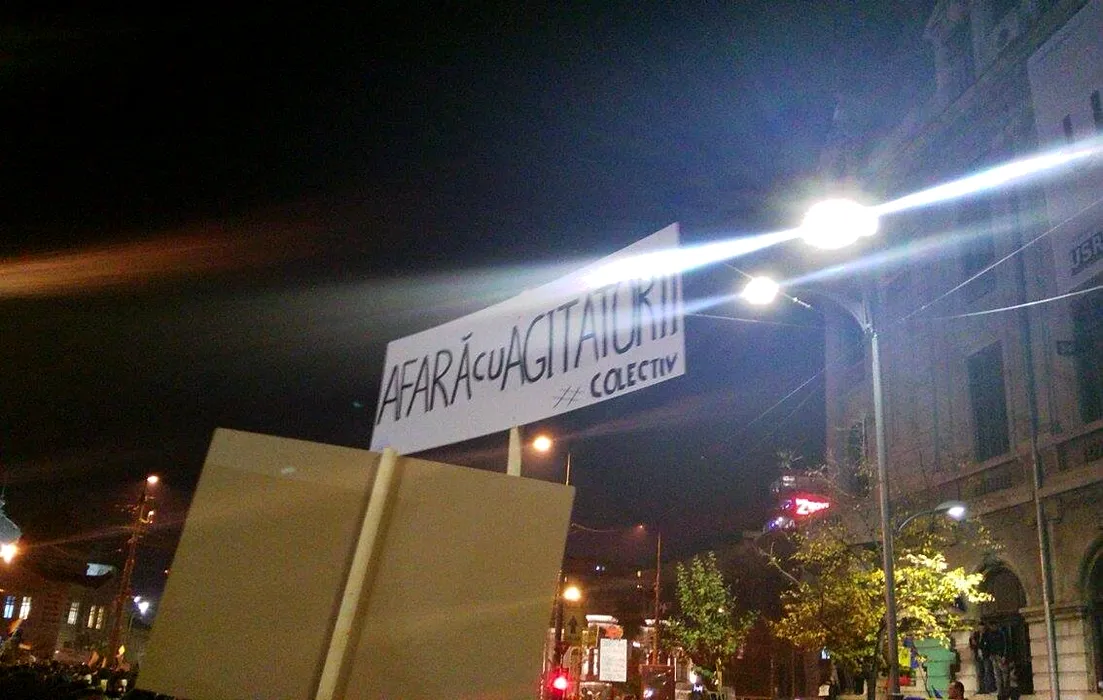 AFARĂ CU AGITATORII
# COLECTIV